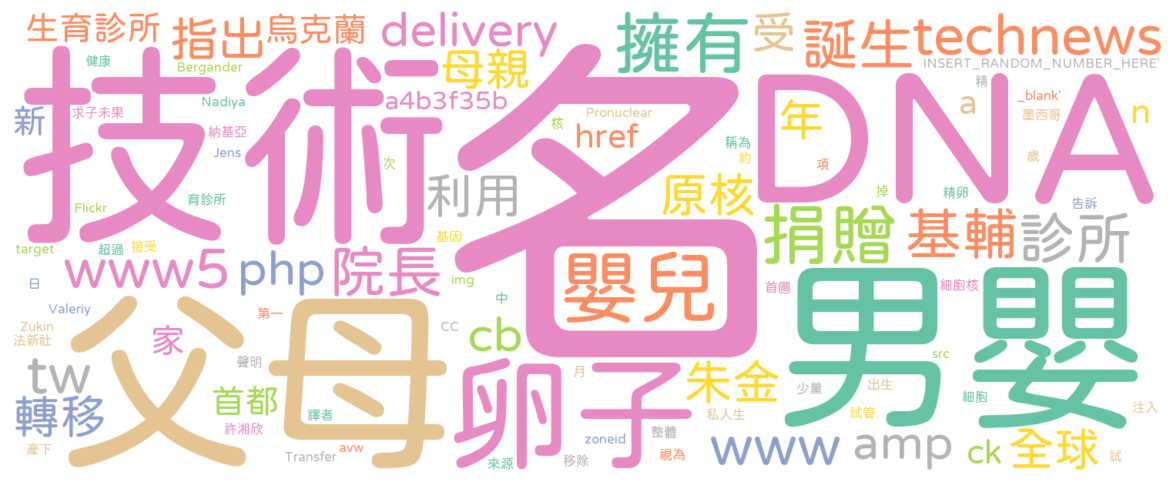 生育診所 指出 烏克蘭 delivery 擁有 受 誕生 technews
INSERT_RANDOM_NUMBER_HERE'
健康 Bergander 母親 精
技術 名 DNA
Nadiya a4b3f35b Pronuclear 年 a _blank' n
新 求子未果 納基亞 核 href 稱為 墨西哥
Jens 次 約 項 歲
Flickr 育診所 利用 原核 掉 精卵 告訴
target 超過 接受 基因 捐贈 基輔 診所
www5 php 院長 img 嬰兒 首圖 細胞核
日 中
父母 男嬰
Valeriy 第一 CC
Zukin 家 cb
法新社 聲明 src
tw 首都 卵子 朱金 少量 出生 細胞
轉移 譯者 月 私人生 試管 注入
許湘欣 zoneid 整體
產下 avw www amp ck 全球 試
Transfer 來源 移除 視為